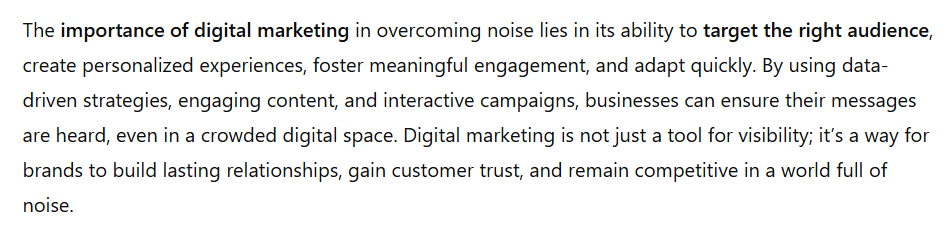 The importance of digital marketing in overcoming noise lies in its ability to target the right audience,
create personalized experiences, foster meaningful engagement, and adapt quickly. By using data-
driven strategies, engaging content, and interactive campaigns, businesses can ensure their messages
are heard, even in a crowded digital space. Digital marketing is not just a tool for visibility; it’s a way for
brands to build lasting relationships, gain customer trust, and remain competitive in a world full of
noise.